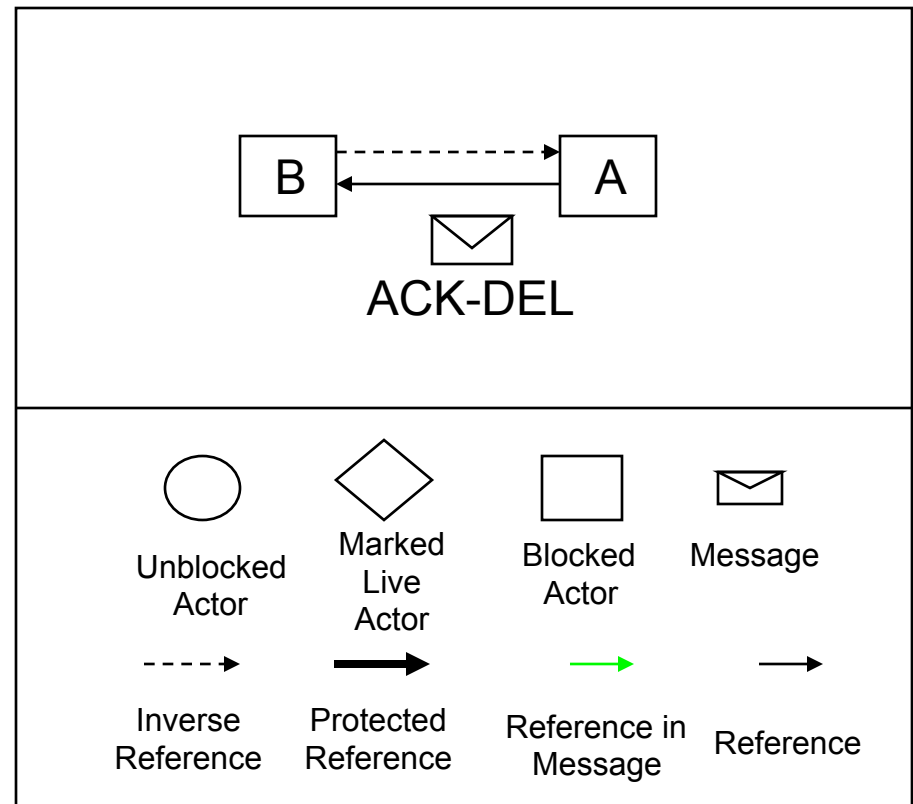 B
A
ACK-DEL
Unblocked
Actor
Marked
Live
Actor
Blocked
Actor
Message
Inverse
Reference
Protected
Reference
Reference in
Message
Reference